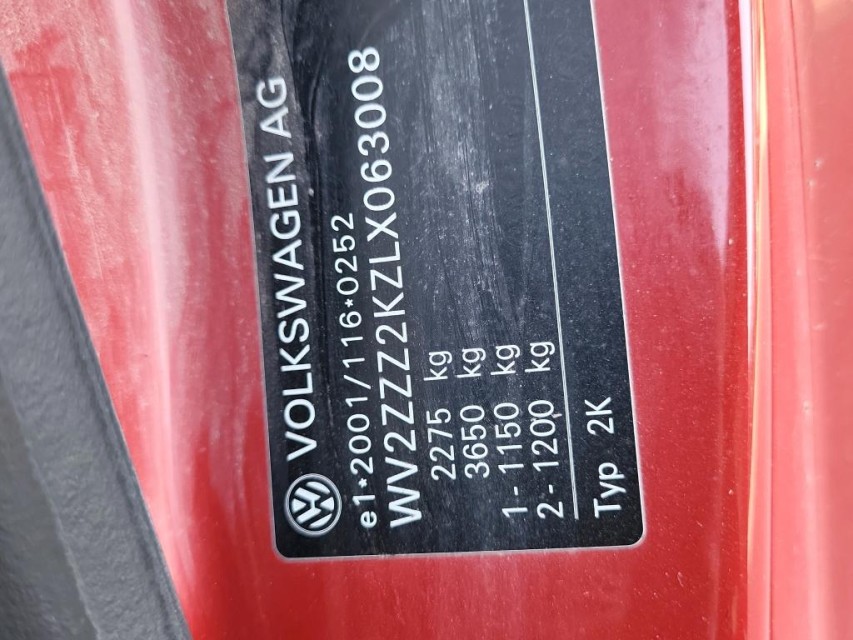 VOLKSWAGEN AG
e1*2001/116*0252
WV2ZZZ2KZLX063008
2275 kg
3650 kg
1 - 1150 kg
2 - 1200 kg
Typ 2K